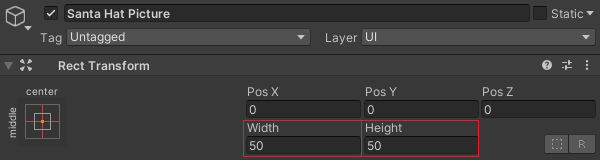 Santa Hat Picture Static
Tag Untagged Layer UI
Rect Transform
center
middle
Pos X Pos Y Pos Z
0 0 0
Width Height
50 50 R